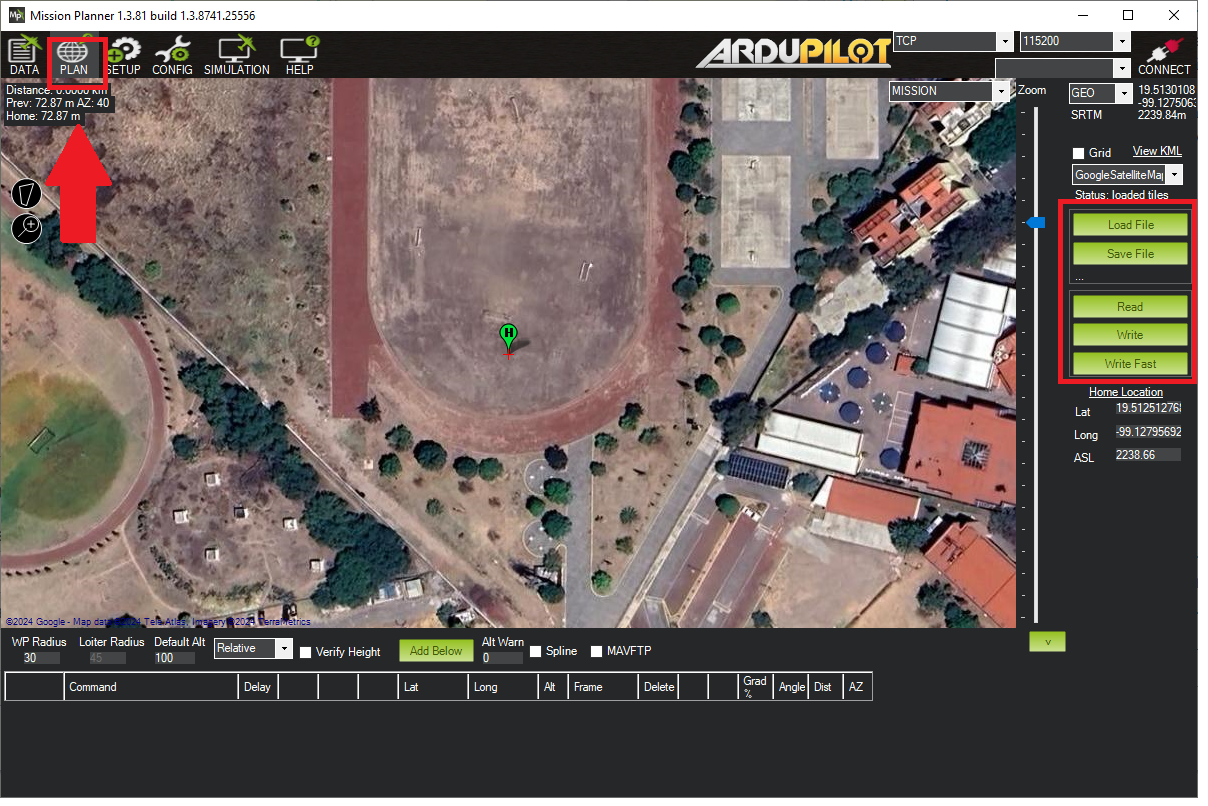 Mission Planner 1.3.81 build 1.3.8741.25556
DATA
PLAN
SETUP
CONFIG
SIMULATION
HELP
ARDUPILOT
TCP
115200
CONNECT
Distance: 0.0000 km
Prev: 72.87 m AZ: 40
Home: 72.87 m
MISSION
Zoom
GEO
19.5130108
-99.1275063
SRTM
2239.84m
Grid
View KML
GoogleSatelliteMap
Status: loaded tiles
Load File
Save File
...
Read
Write
Write Fast
Home Location
Lat
19.51251276
Long
-99.12795692
ASL
2238.66
H
©2024 Google - Map data ©2024 Tele Atlas, Imagery ©2024 TerraMetrics
WP Radius
30
Loiter Radius
45
Default Alt
100
Relative
Verify Height
Add Below
Alt Warn
0
Spline
MAVFTP
v
Command
Delay
Lat
Long
Alt
Frame
Delete
Grad
%
Angle
Dist
AZ